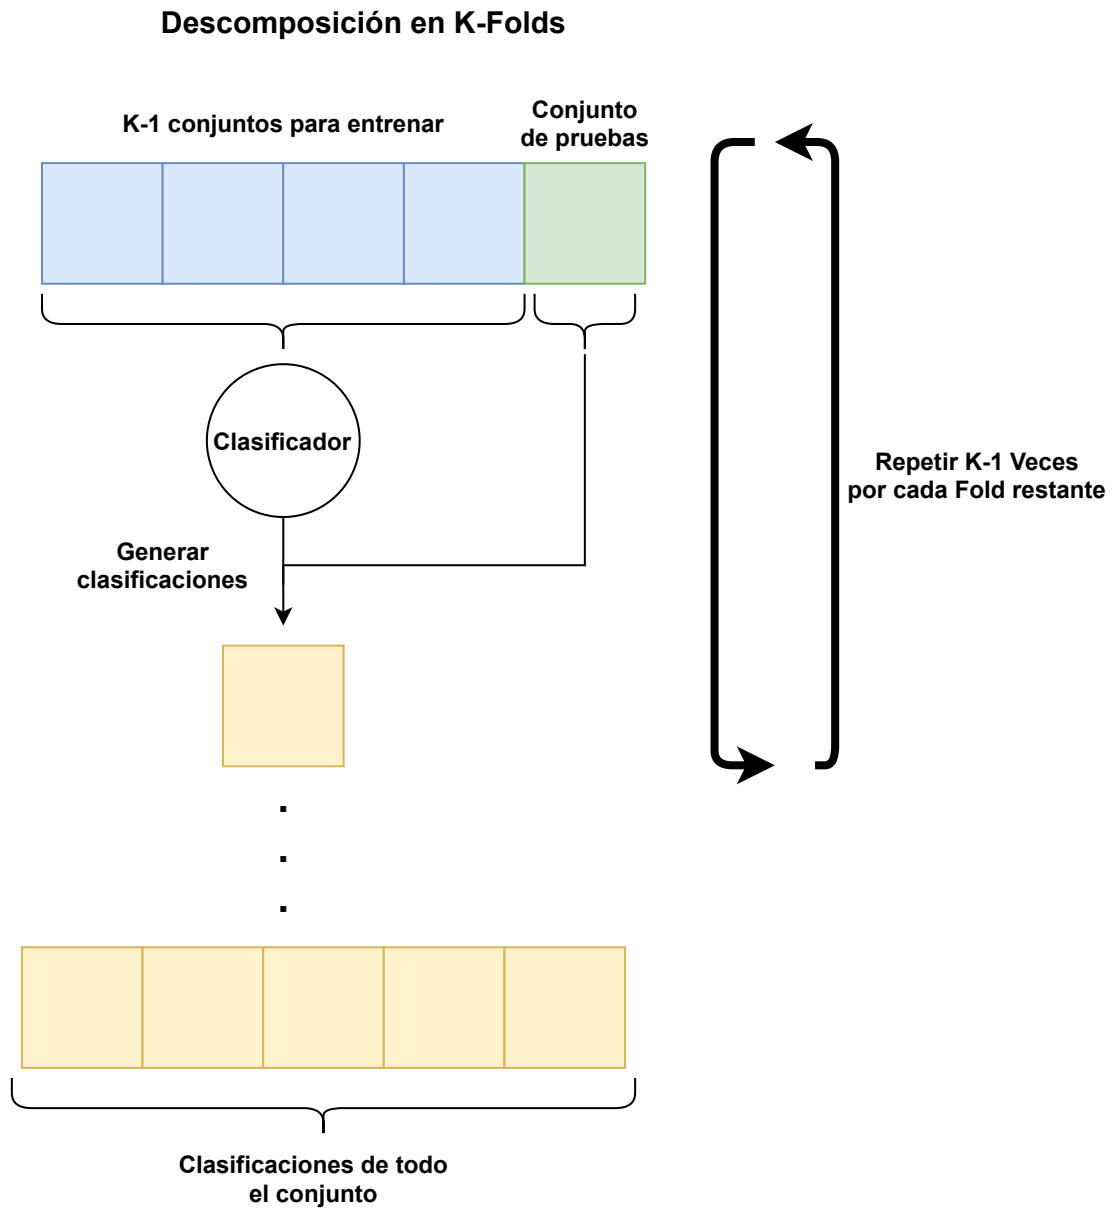 Descomposición en K-Folds
K-1 conjuntos para entrenar
Conjunto
de pruebas
Clasificador
Repetir K-1 Veces
por cada Fold restante
Generar
clasificaciones
Clasificaciones de todo
el conjunto